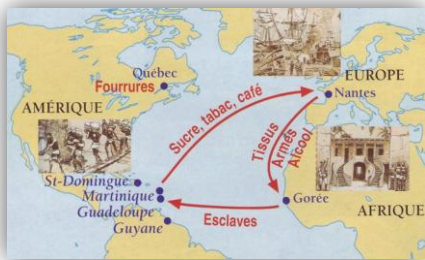 Québec
Fourrures
AMÉRIQUE
EUROPE
Nantes
Sucre, tabac, café
Tissus
Armes
Alcool
St-Domingue
Martinique
Guadeloupe
Guyane
Esclaves
Gorée
AFRIQUE